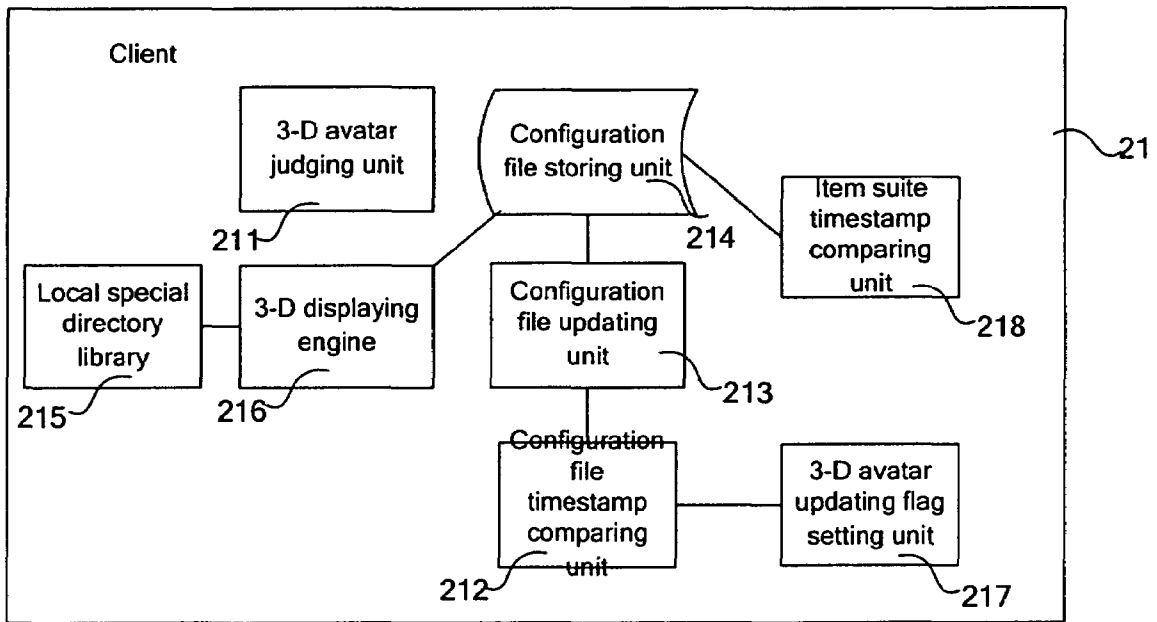 Client
3-D avatar
judging unit
211
Configuration
file storing unit
214
21
Item suite
timestamp
comparing
unit
218
Local special
directory
library
215
3-D displaying
engine
216
Configuration
file updating
unit
213
Configuration
file
timestamp
comparing
unit
212
3-D avatar
updating flag
setting unit
217